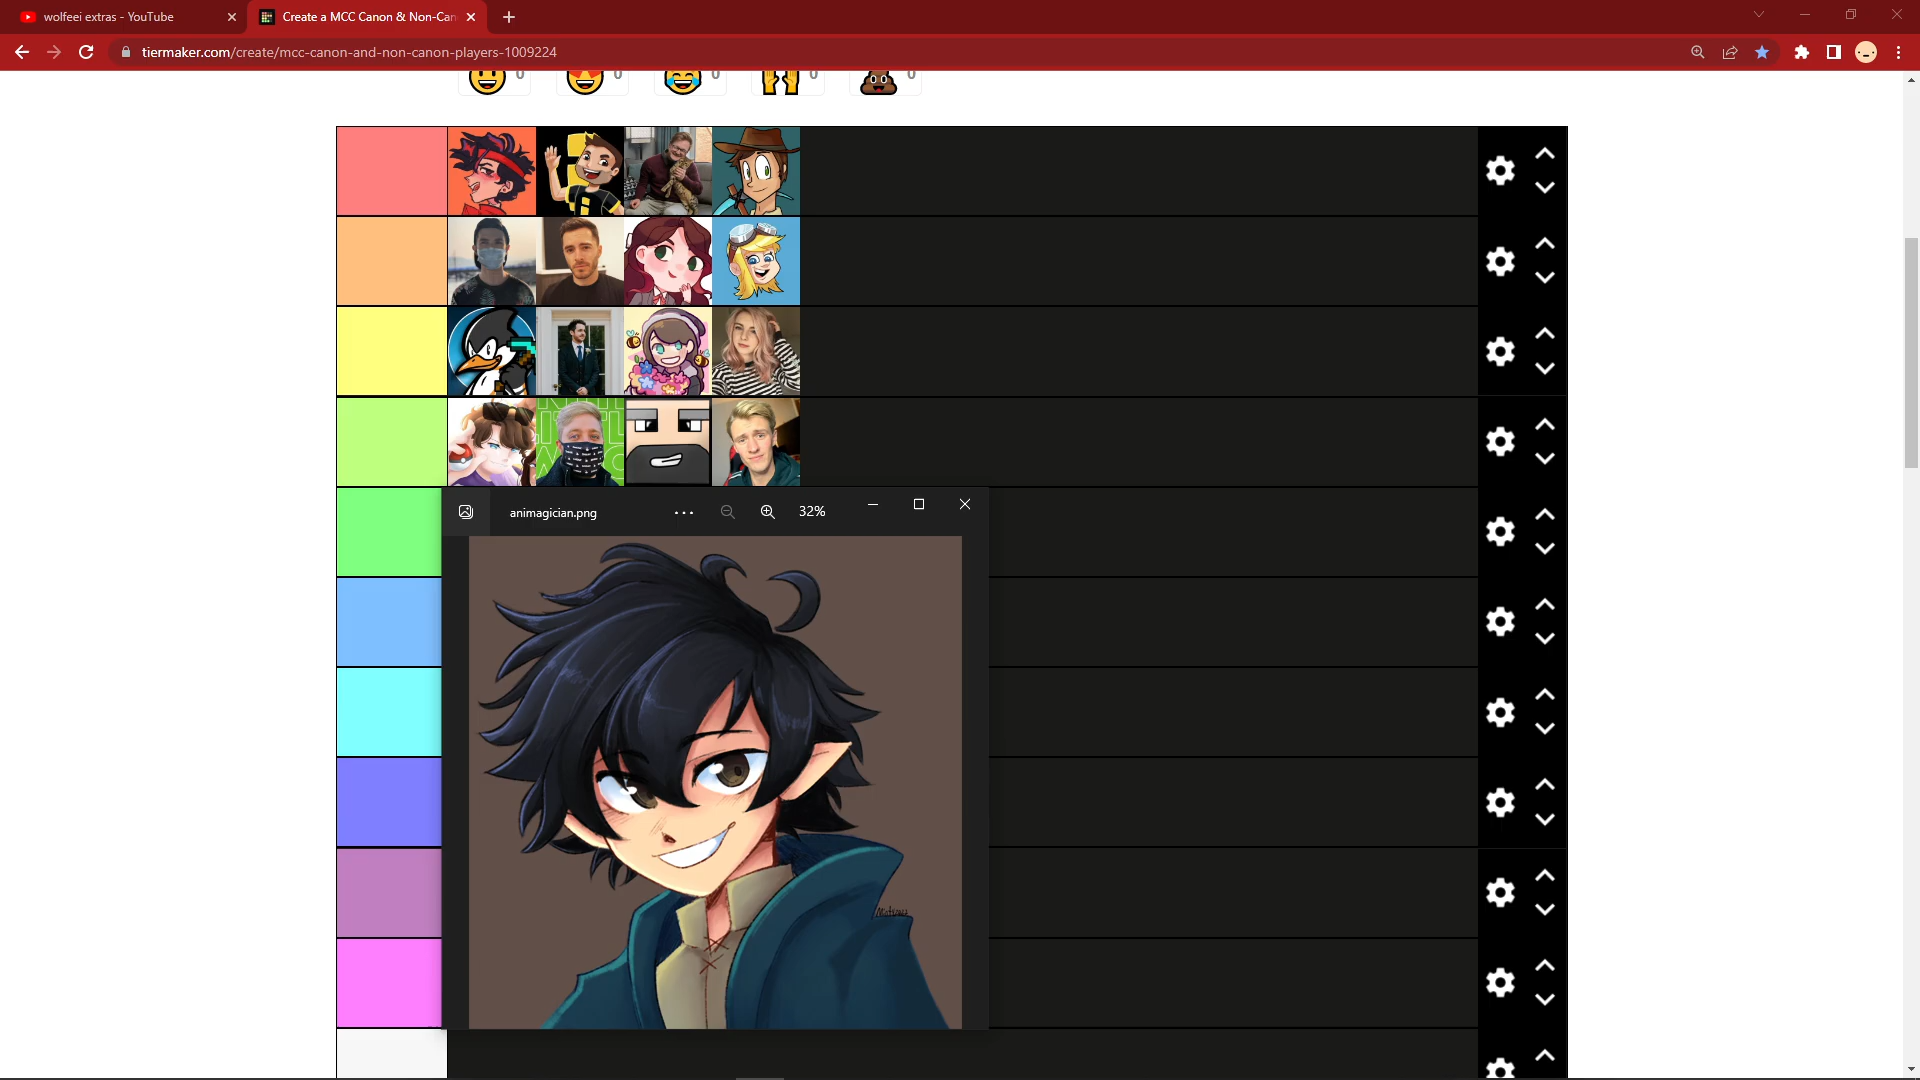 wolfeei extras - YouTube
Create a MCC Canon & Non-Can
tiermaker.com/create/mcc-canon-and-non-canon-players-1009224
0 0 0 0 0
animagician.png
32%